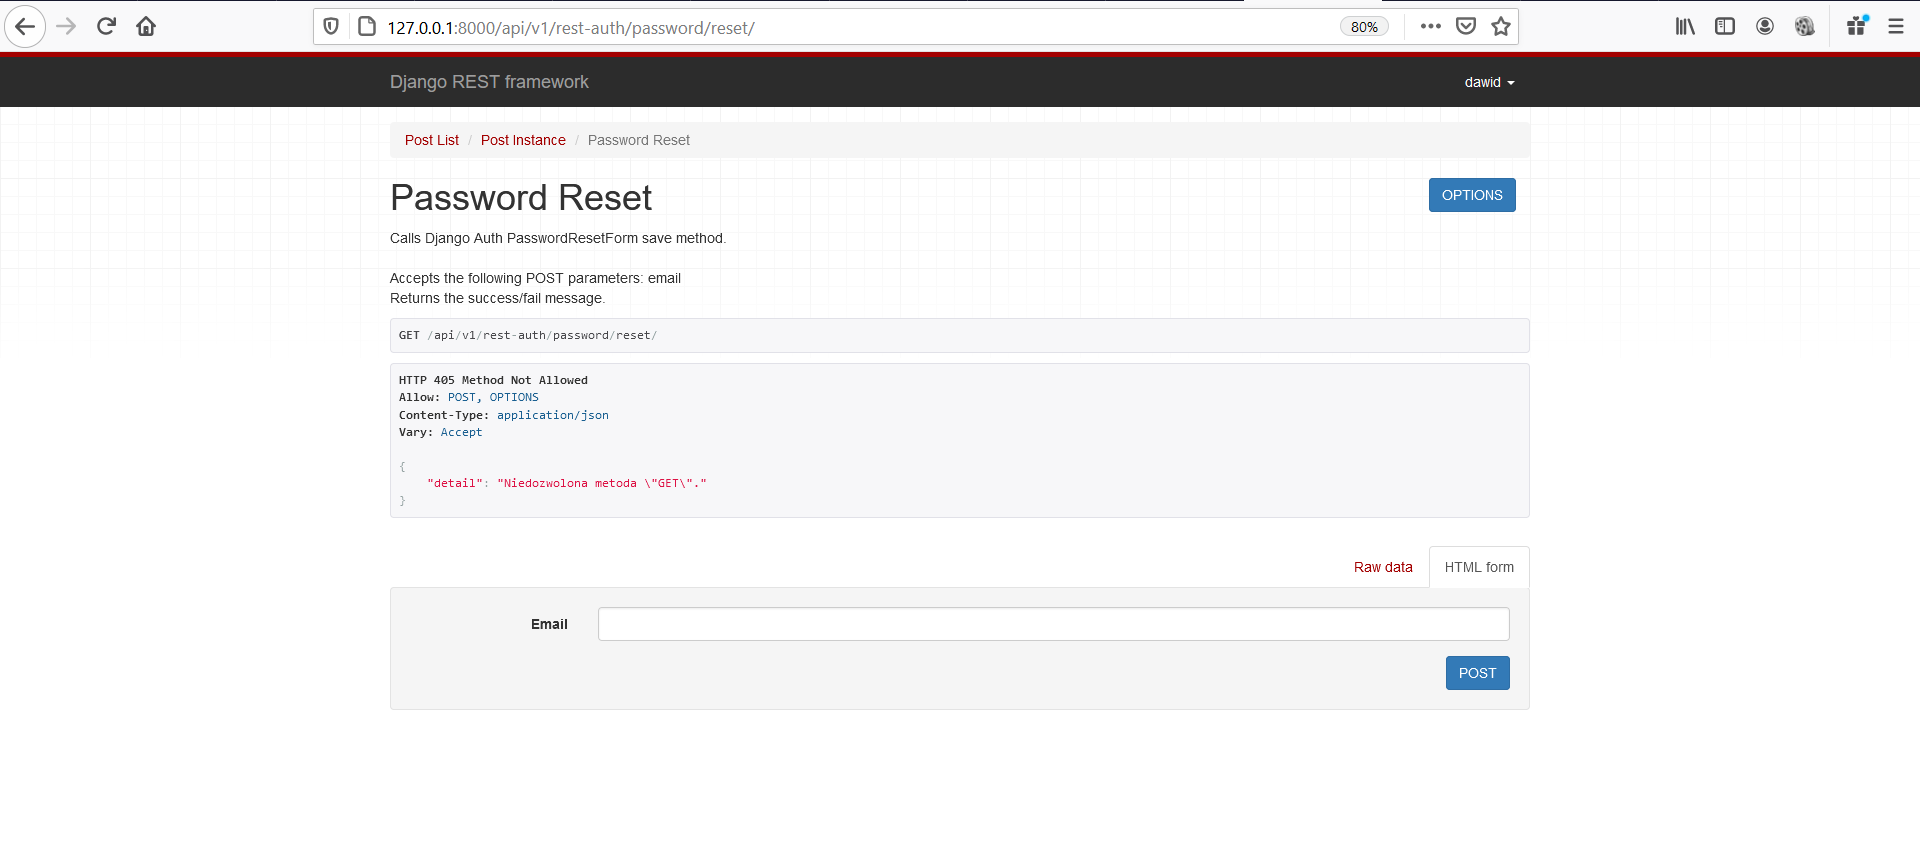 127.0.0.1:8000/api/v1/rest-auth/password/reset/
80%
Django REST framework
dawid
Post List / Post Instance / Password Reset
Password Reset
OPTIONS
Calls Django Auth PasswordResetForm save method.
Accepts the following POST parameters: email
Returns the success/fail message.
GET /api/v1/rest-auth/password/reset/
HTTP 405 Method Not Allowed
Allow: POST, OPTIONS
Content-Type: application/json
Vary: Accept
{
"detail": "Niedozwolona metoda \"GET\"."
}
Raw data
HTML form
Email
POST